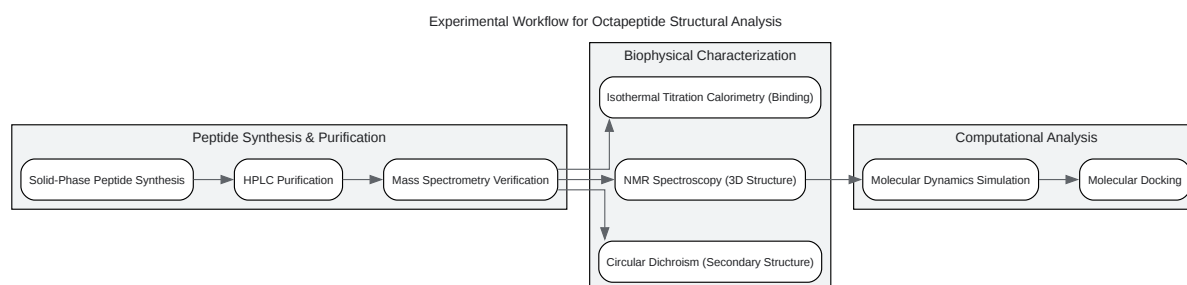 Experimental Workflow for Octapeptide Structural Analysis
Biophysical Characterization
Isothermal Titration Calorimetry (Binding)
Peptide Synthesis & Purification
Computational Analysis
Solid-Phase Peptide Synthesis
HPLC Purification
Mass Spectrometry Verification
NMR Spectroscopy (3D Structure)
Molecular Dynamics Simulation
Molecular Docking
Circular Dichroism (Secondary Structure)